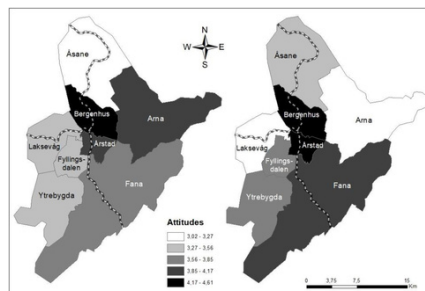 N
W E
S
Åsane
Bergenhus
Arna
Laksevåg
Årstad
Fyllings-
dalen
Ytrebygda
Fana
Attitudes
3.02 - 3.27
3.27 - 3.56
3.56 - 3.85
3.85 - 4.17
4.17 - 4.61
Åsane
Bergenhus
Arna
Laksevåg
Årstad
Fyllings-
dalen
Ytrebygda
Fana
0 3.75 7.5 15
Km